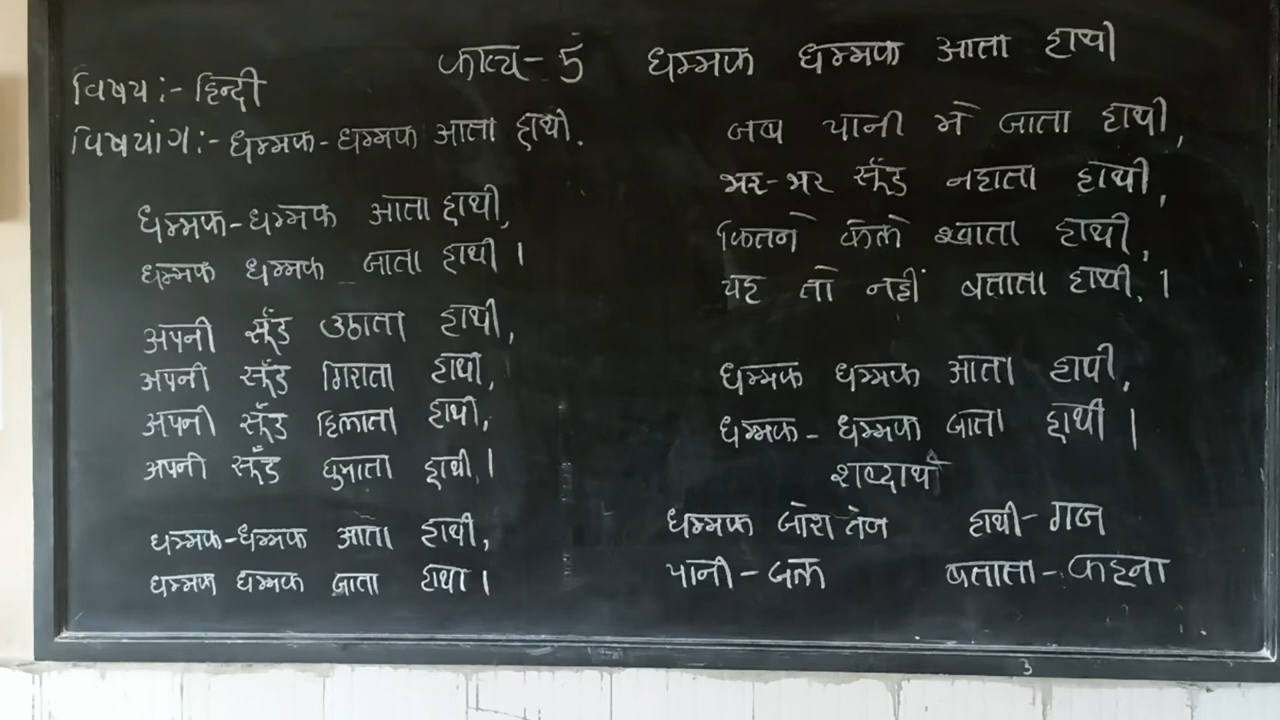 काव्य- 5 धम्मक धम्मक आता हाथी
विषय:- हिन्दी
विषयांग:- धम्मक-धम्मक आता हाथी.
धम्मक-धम्मक आता हाथी,
धम्मक धम्मक जाता हाथी ।
अपनी सूँड उठाता हाथी,
अपनी सूँड गिराता हाथी,
अपनी सूँड हिलाता हाथी,
अपनी सूँड घुमाता हाथी ।
धम्मक-धम्मक आता हाथी,
धम्मक धम्मक जाता हाथी ।
जब पानी मे जाता हाथी,
भर-भर सूँड नहाता हाथी,
कितने केले खाता हाथी,
यह तो नहीं बताता हाथी. ।
धम्मक धम्मक आता हाथी,
धम्मक- धम्मक जाता हाथी ।
शब्दार्थ
धम्मक जोरा तेज हाथी- गज
पानी - जल बताता - कहना
3